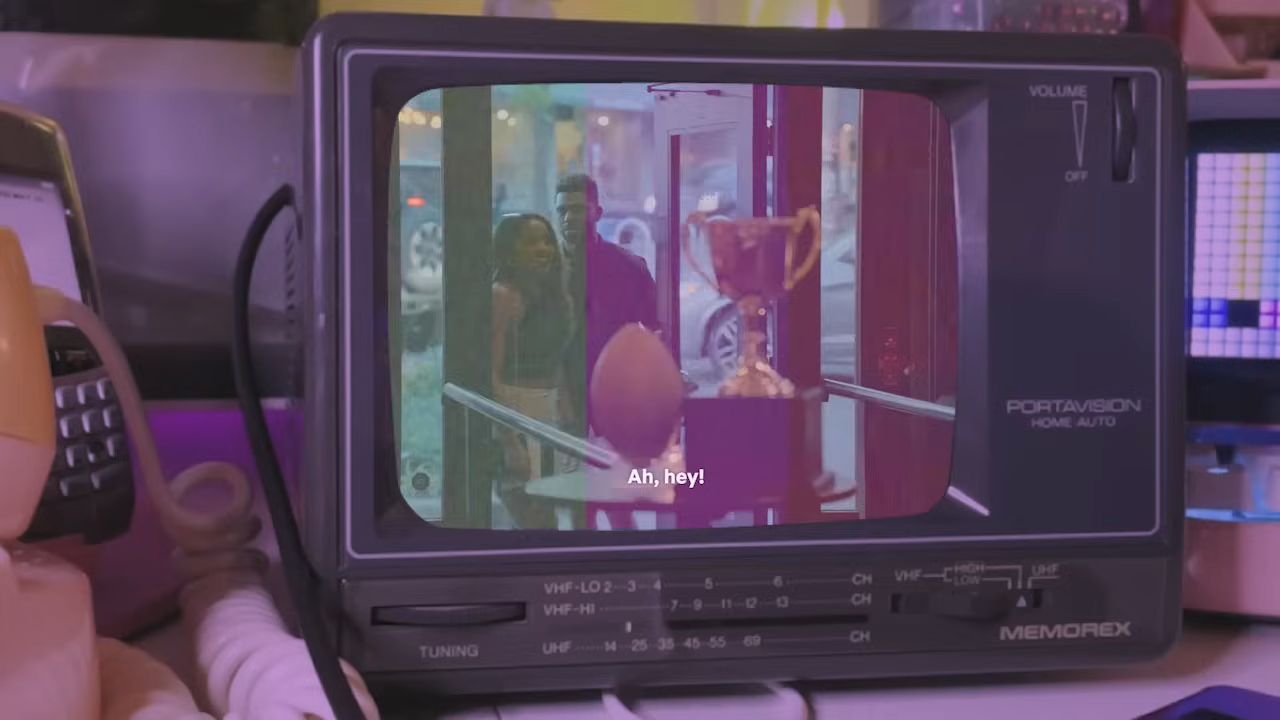 VOLUME
OFF
PORTAVISION
HOME AUTO
Ah, hey!
VHF-LO 2 3 4 5 6 CH
VHF-HI 7 9 11 12 13 CH
UHF 14 25 35 45 55 69 CH
TUNING
VHF HIGH LOW UHF
MEMOREX